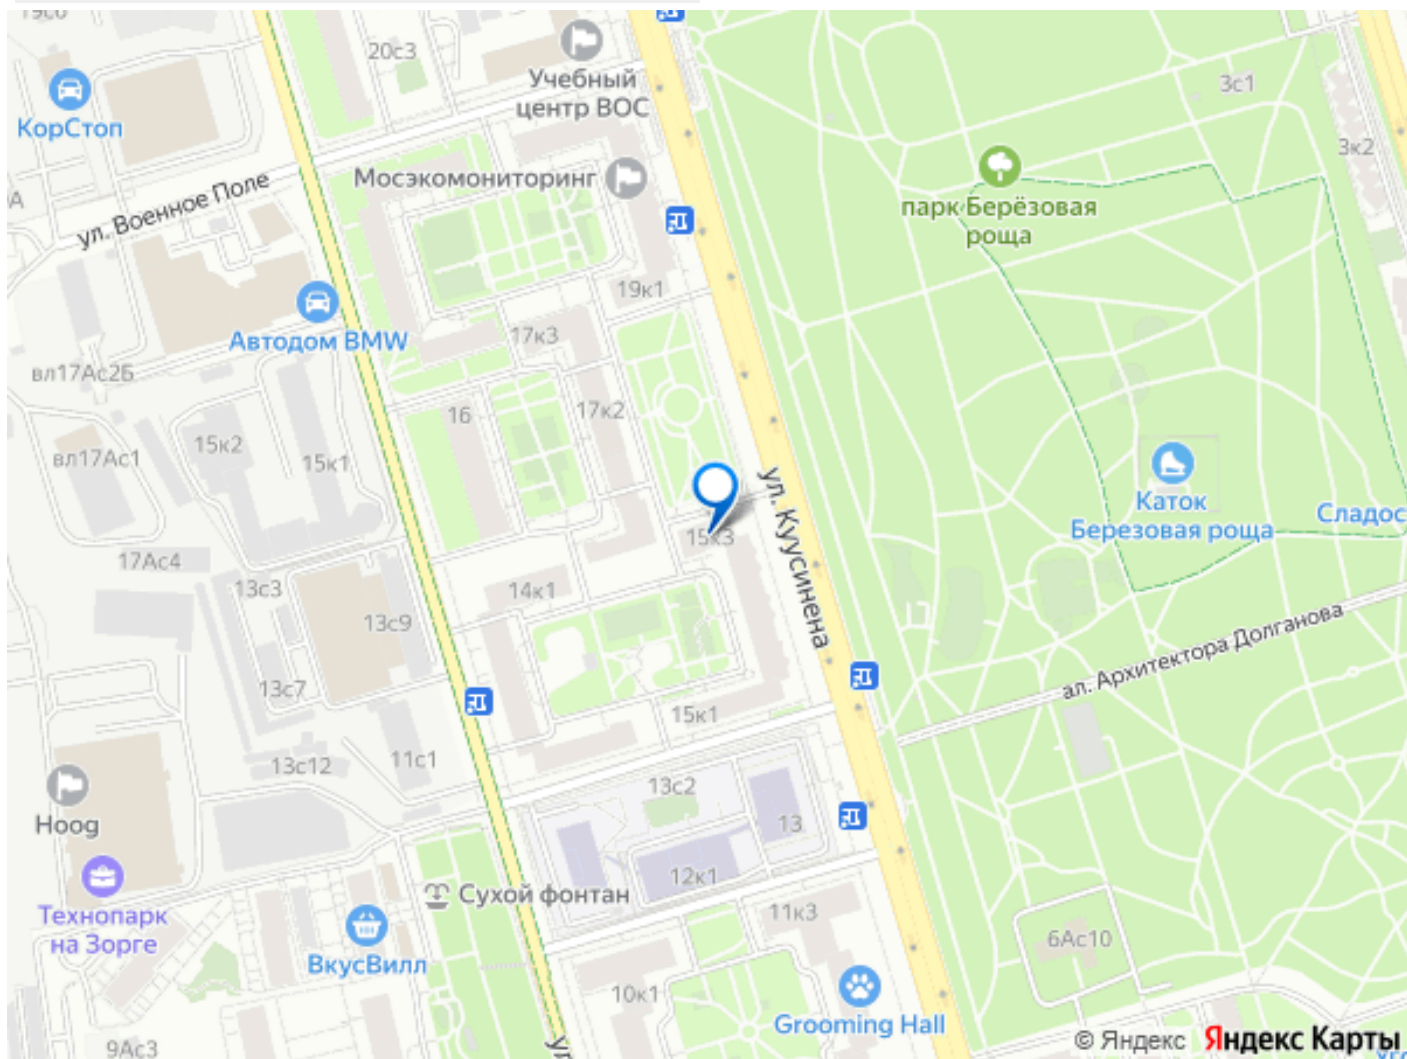 19с6
20с3
Учебный
центр ВОС
3с1
КорСтоп
3к2
Мосэкомониторинг
А
ул. Военное Поле
парк Берёзовая
роща
19к1
Автодом BMW
17к3
вл17Ас2Б
16
17к2
15к2
вл17Ас1
15к1
ул. Куусинена
Каток
Березовая роща
Сладос
15к3
17Ас4
13с3
14к1
13с9
ал. Архитектора Долганова
13с7
15к1
11с1
13с12
13с2
Hoog
13
12к1
Технопарк
на Зорге
Сухой фонтан
11к3
ВкусВилл
6Ас10
10к1
Grooming Hall
9Ас3
ул
© Яндекс Яндекс Карты